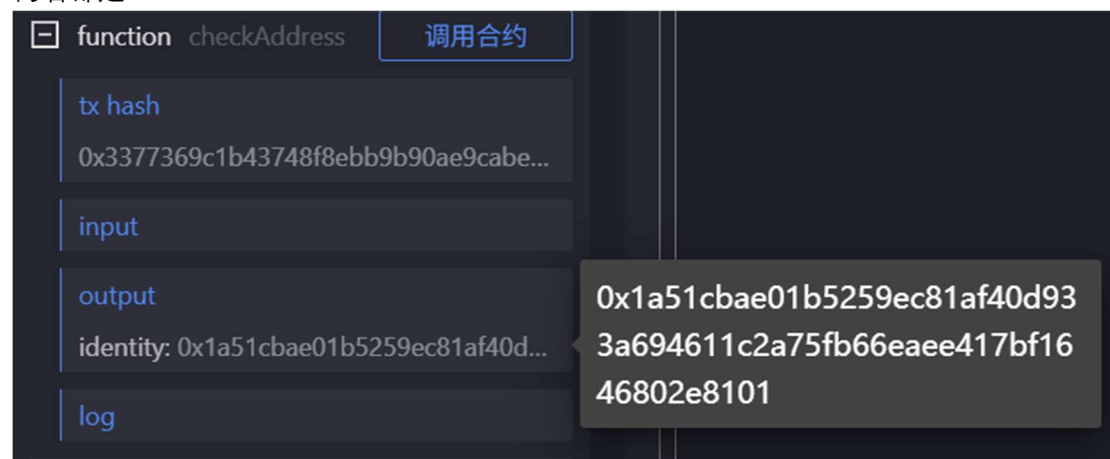 function checkAddress 调用合约
tx hash
0x3377369c1b43748f8ebb9b90ae9cabe...
input
output
identity: 0x1a51cbae01b5259ec81af40d...
log
0x1a51cbae01b5259ec81af40d93
3a694611c2a75fb66eaee417bf16
46802e8101